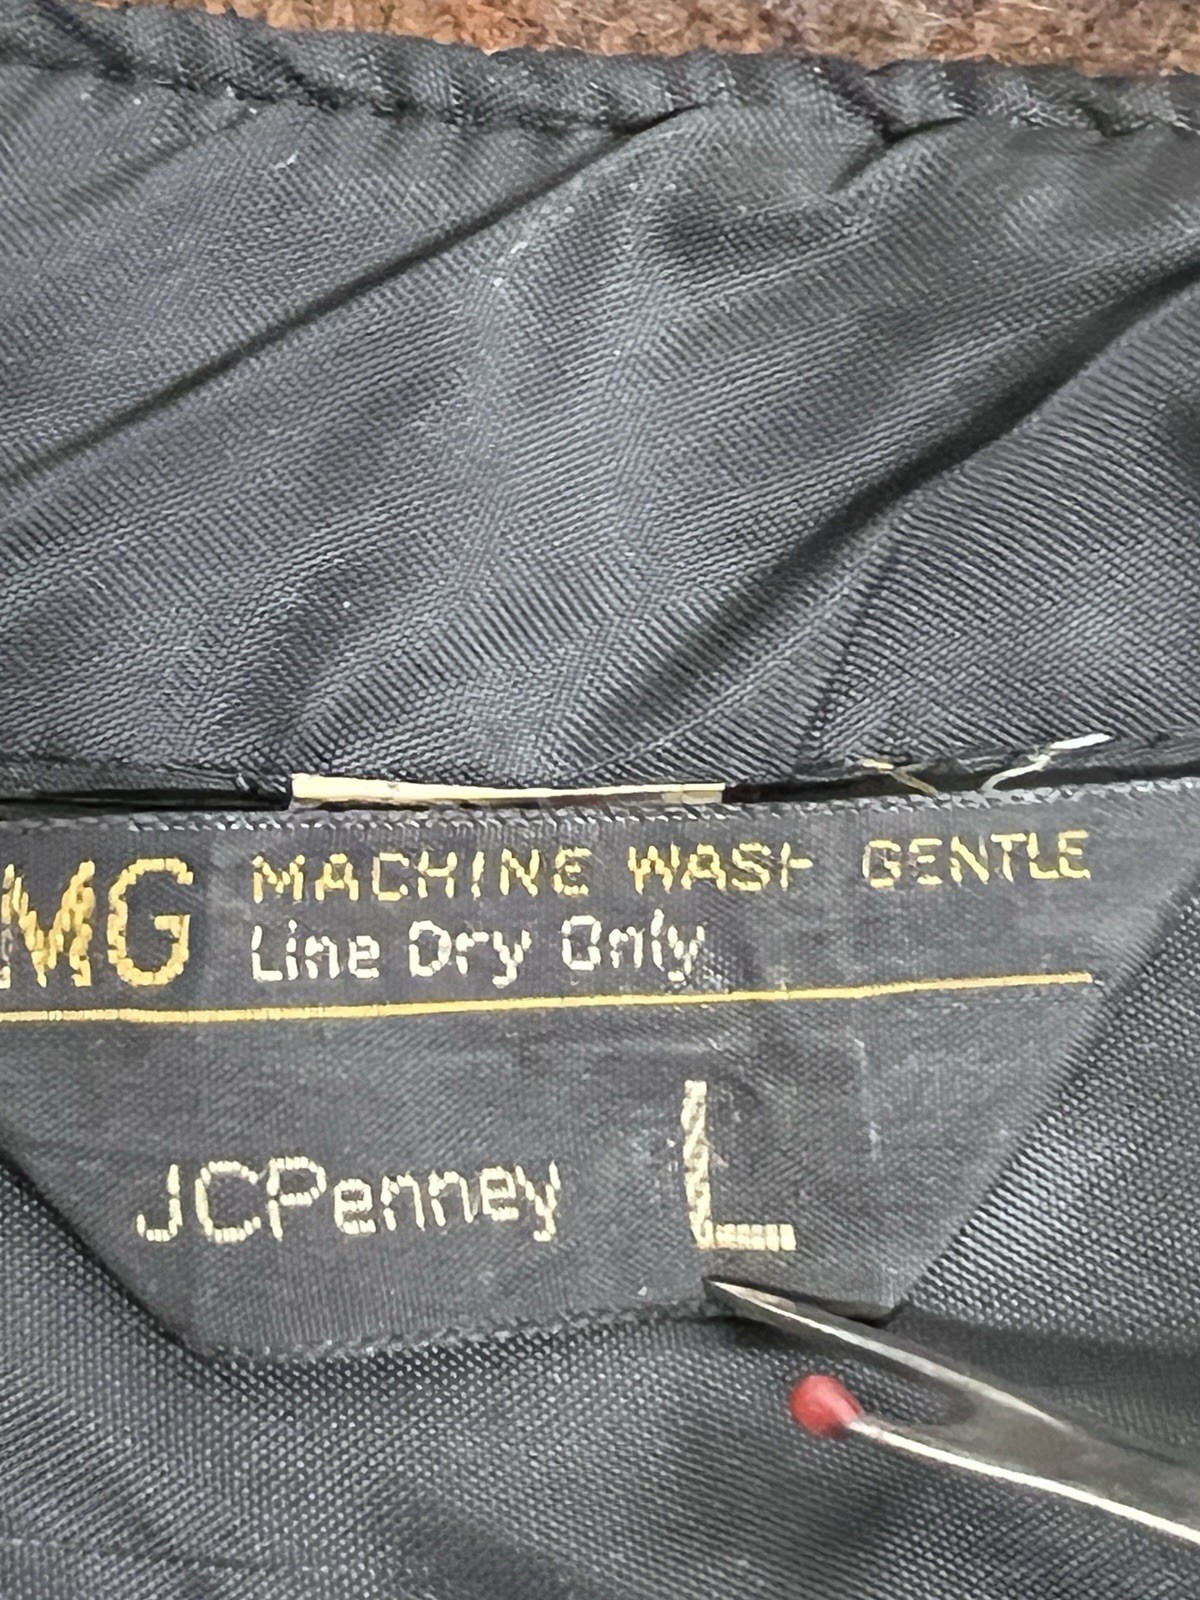 MG MACHINE WASH GENTLE
Line Dry Only
JCPenney L